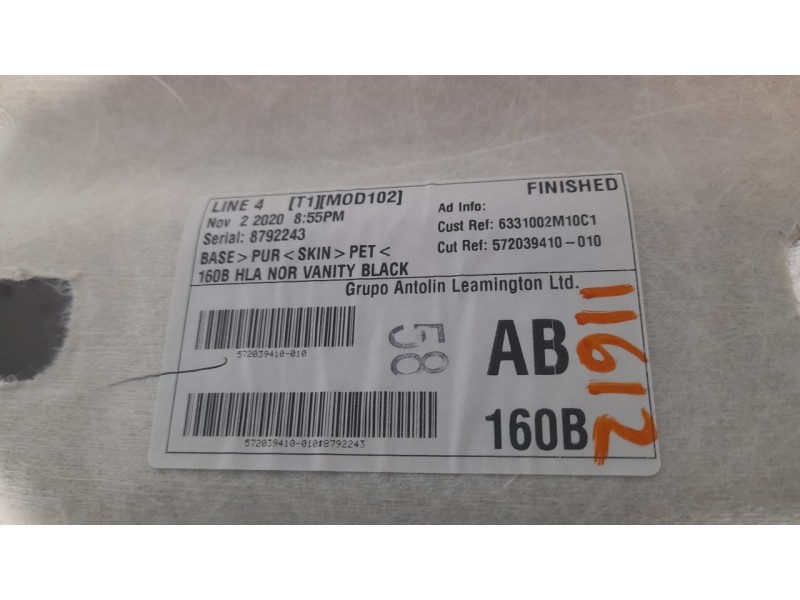 LINE 4 [T1][MOD102]
Nov 2 2020 8:55PM
Serial: 8792243
BASE > PUR < SKIN > PET <
160B HLA NOR VANITY BLACK
FINISHED
Ad Info:
Cust Ref: 6331002M10C1
Cut Ref: 572039410-010
Grupo Antolin Leamington Ltd.
572039410-010
58
AB
11612
572039410-010#8792243
160B